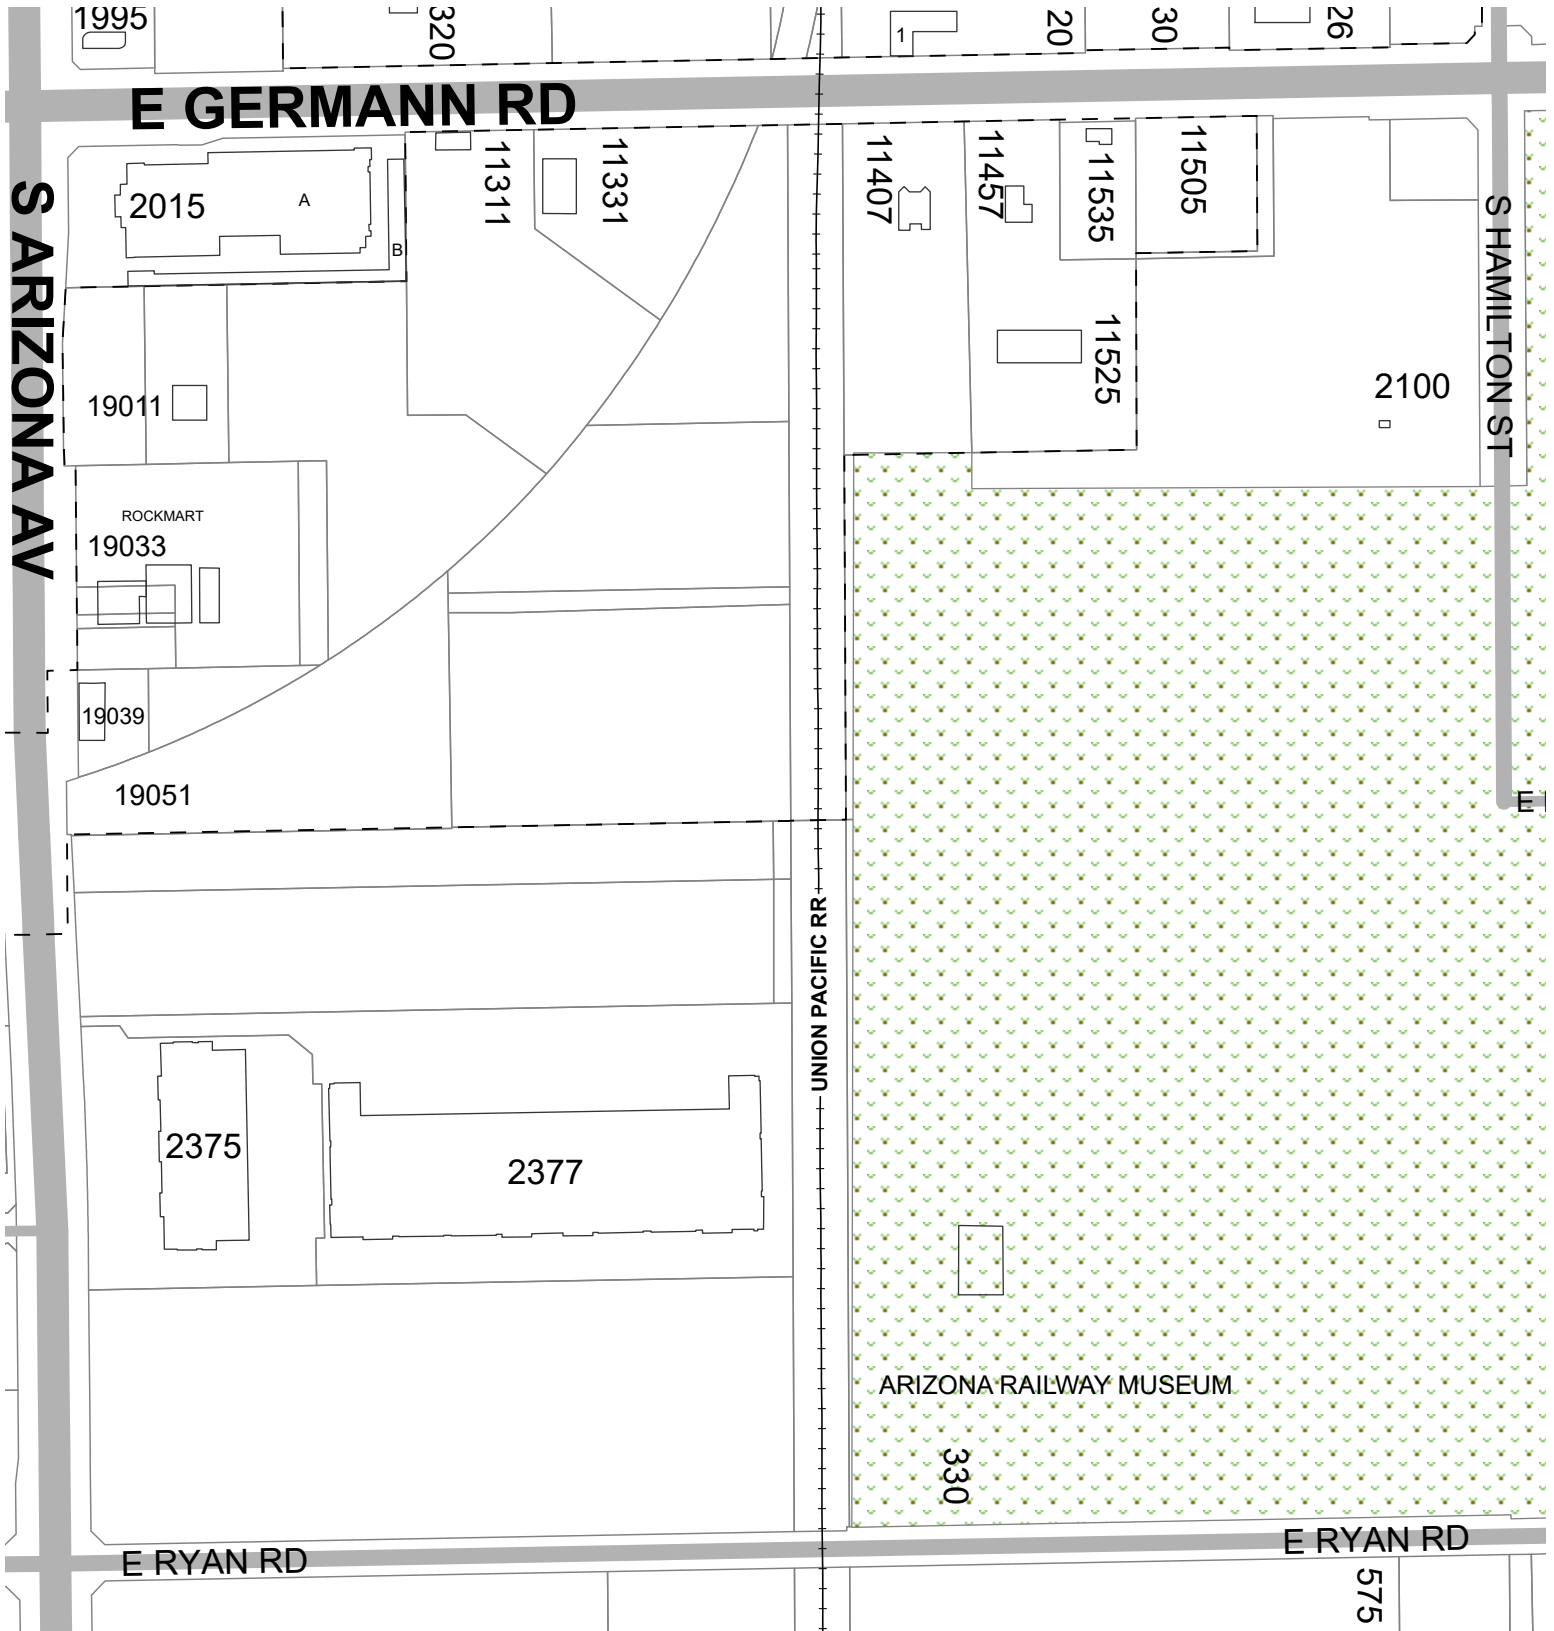 1995
320
1
20
30
26
E GERMANN RD
S ARIZONA AV
2015
A
B
11311
11331
11407
11457
11535
11505
S HAMILTON ST
11525
2100
19011
ROCKMART
19033
19039
19051
E
UNION PACIFIC RR
2375
2377
ARIZONA RAILWAY MUSEUM
330
E RYAN RD
E RYAN RD
575